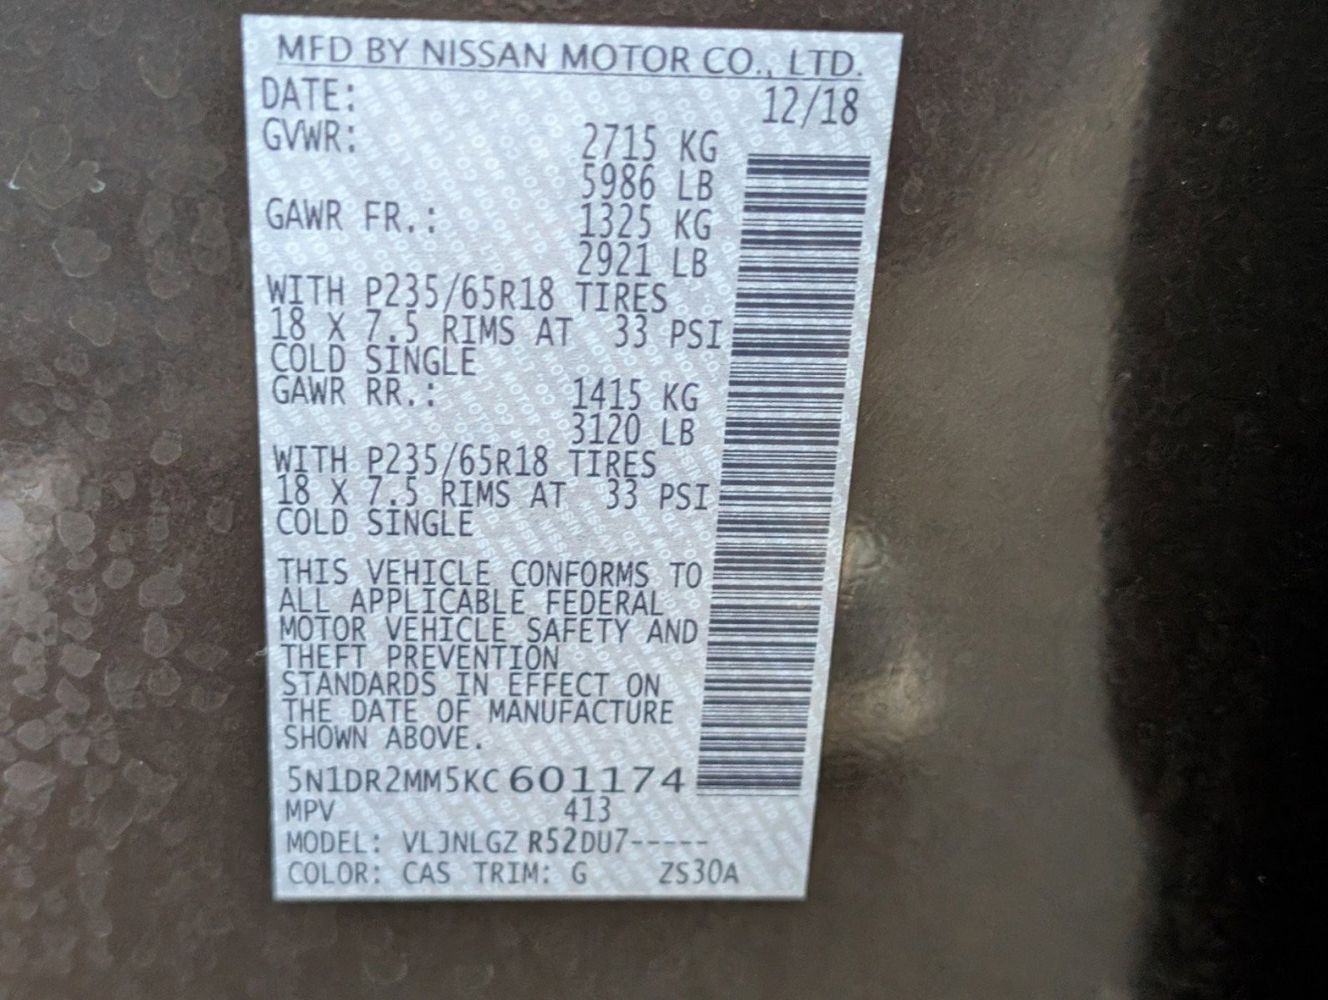 MFD BY NISSAN MOTOR CO., LTD.
DATE: 12/18
GVWR: 2715 KG
5986 LB
GAWR FR.: 1325 KG
2921 LB
WITH P235/65R18 TIRES
18 X 7.5 RIMS AT 33 PSI
COLD SINGLE
GAWR RR.: 1415 KG
3120 LB
WITH P235/65R18 TIRES
18 X 7.5 RIMS AT 33 PSI
COLD SINGLE
THIS VEHICLE CONFORMS TO
ALL APPLICABLE FEDERAL
MOTOR VEHICLE SAFETY AND
THEFT PREVENTION
STANDARDS IN EFFECT ON
THE DATE OF MANUFACTURE
SHOWN ABOVE.
5N1DR2MM5KC601174
MPV 413
MODEL: VLJNLGZ R52DU7-----
COLOR: CAS TRIM: G ZS30A